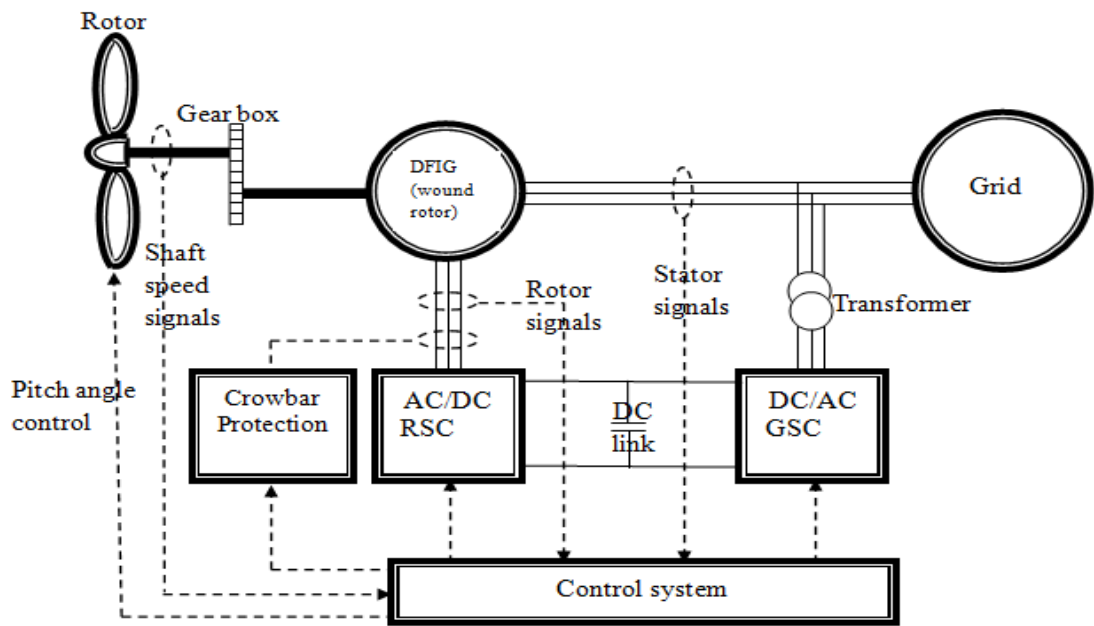 Rotor
Gear box
DFIG
(wound
rotor)
Grid
Shaft
speed
signals
Rotor
signals
Stator
signals
Transformer
Pitch angle
control
Crowbar
Protection
AC/DC
RSC
DC
link
DC/AC
GSC
Control system